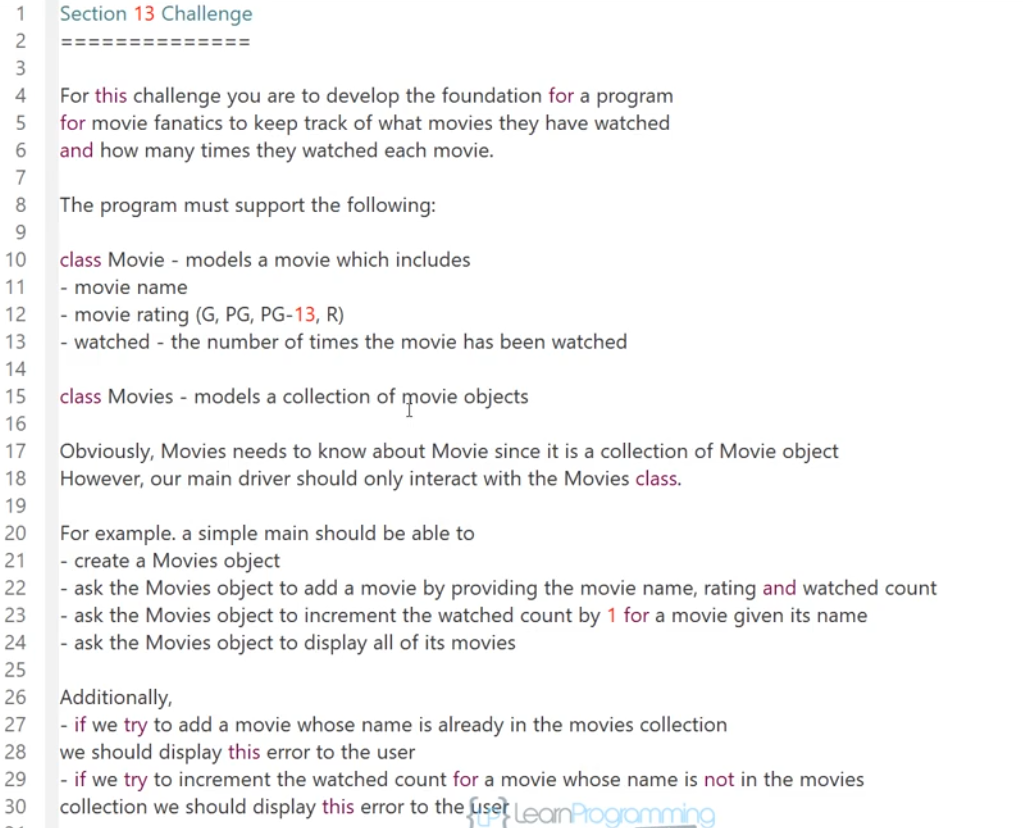 1 Section 13 Challenge
2 ==============
3
4 For this challenge you are to develop the foundation for a program
5 for movie fanatics to keep track of what movies they have watched
6 and how many times they watched each movie.
7
8 The program must support the following:
9
10 class Movie - models a movie which includes
11 - movie name
12 - movie rating (G, PG, PG-13, R)
13 - watched - the number of times the movie has been watched
14
15 class Movies - models a collection of movie objects
16
17 Obviously, Movies needs to know about Movie since it is a collection of Movie object
18 However, our main driver should only interact with the Movies class.
19
20 For example. a simple main should be able to
21 - create a Movies object
22 - ask the Movies object to add a movie by providing the movie name, rating and watched count
23 - ask the Movies object to increment the watched count by 1 for a movie given its name
24 - ask the Movies object to display all of its movies
25
26 Additionally,
27 - if we try to add a movie whose name is already in the movies collection
28 we should display this error to the user
29 - if we try to increment the watched count for a movie whose name is not in the movies
30 collection we should display this error to the user
{LP} LearnProgramming